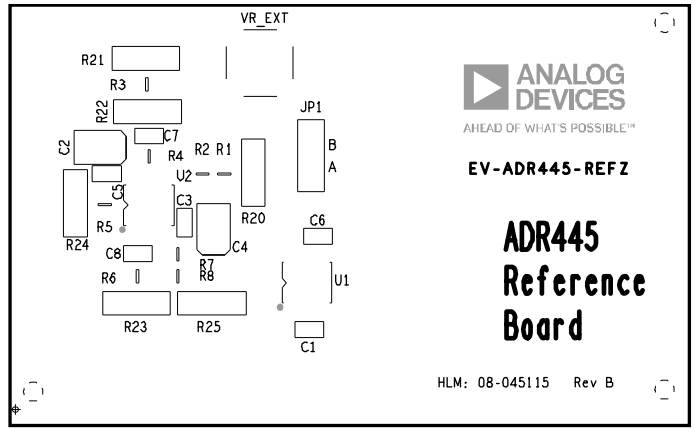 VR_EXT
R21
R3
R22
JP1
C7
C2
R4
R2 R1
B
A
U2
C5
C3
R5
R20
R24
C6
C8
C4
R7
R6
R8
U1
R23
R25
C1
ANALOG
DEVICES
AHEAD OF WHAT'S POSSIBLE™
EV-ADR445-REFZ
ADR445
Reference
Board
HLM: 08-045115 Rev B